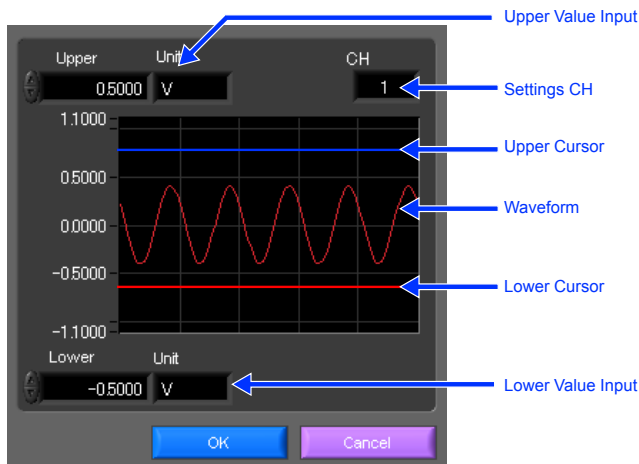 Upper Value Input
Upper Unit CH
0.5000 V 1
Settings CH
1.1000
Upper Cursor
0.5000
Waveform
0.0000
-0.5000
Lower Cursor
-1.1000
Lower Unit
-0.5000 V
Lower Value Input
OK Cancel